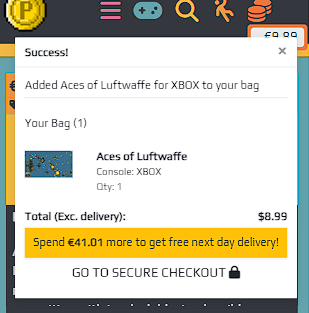 P
€9.99
Success! ×
Added Aces of Luftwaffe for XBOX to your bag
Your Bag (1)
Aces of Luftwaffe
Console: XBOX
Qty: 1
Total (Exc. delivery): $8.99
Spend €41.01 more to get free next day delivery!
GO TO SECURE CHECKOUT